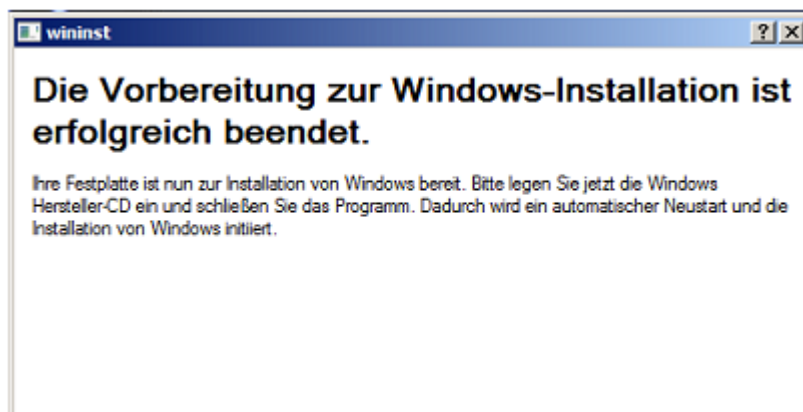 wininst
Die Vorbereitung zur Windows-Installation ist
erfolgreich beendet.
Ihre Festplatte ist nun zur Installation von Windows bereit. Bitte legen Sie jetzt die Windows
Hersteller-CD ein und schließen Sie das Programm. Dadurch wird ein automatischer Neustart und die
Installation von Windows initiiert.